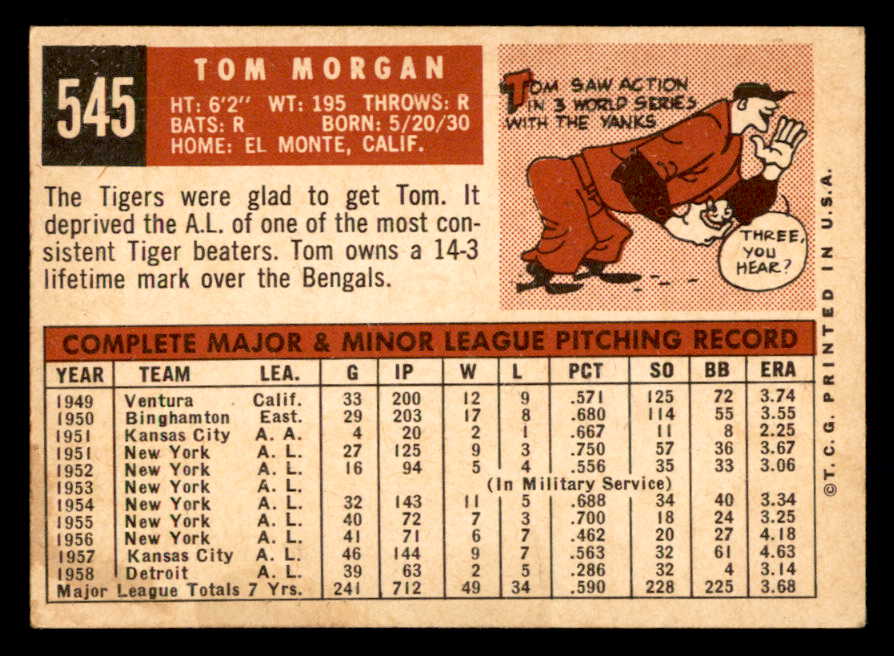 545
TOM MORGAN
HT: 6'2" WT: 195 THROWS: R
BATS: R BORN: 5/20/30
HOME: EL MONTE, CALIF.
The Tigers were glad to get Tom. It
deprived the A.L. of one of the most con-
sistent Tiger beaters. Tom owns a 14-3
lifetime mark over the Bengals.
TOM SAW ACTION
IN 3 WORLD SERIES
WITH THE YANKS
THREE,
YOU
HEAR?
COMPLETE MAJOR & MINOR LEAGUE PITCHING RECORD
YEAR TEAM LEA. G IP W L PCT SO BB ERA
1949 Ventura Calif. 33 200 12 9 .571 125 72 3.74
1950 Binghamton East. 29 203 17 8 .680 114 55 3.55
1951 Kansas City A. A. 4 20 2 1 .667 11 8 2.25
1951 New York A. L. 27 125 9 3 .750 57 36 3.67
1952 New York A. L. 16 94 5 4 .556 35 33 3.06
1953 New York A. L. (In Military Service)
1954 New York A. L. 32 143 11 5 .688 34 40 3.34
1955 New York A. L. 40 72 7 3 .700 18 24 3.25
1956 New York A. L. 41 71 6 7 .462 20 27 4.18
1957 Kansas City A. L. 46 144 9 7 .563 32 61 4.63
1958 Detroit A. L. 39 63 2 5 .286 32 4 3.14
Major League Totals 7 Yrs. 241 712 49 34 .590 228 225 3.68
©T.C.G. PRINTED IN U.S.A.